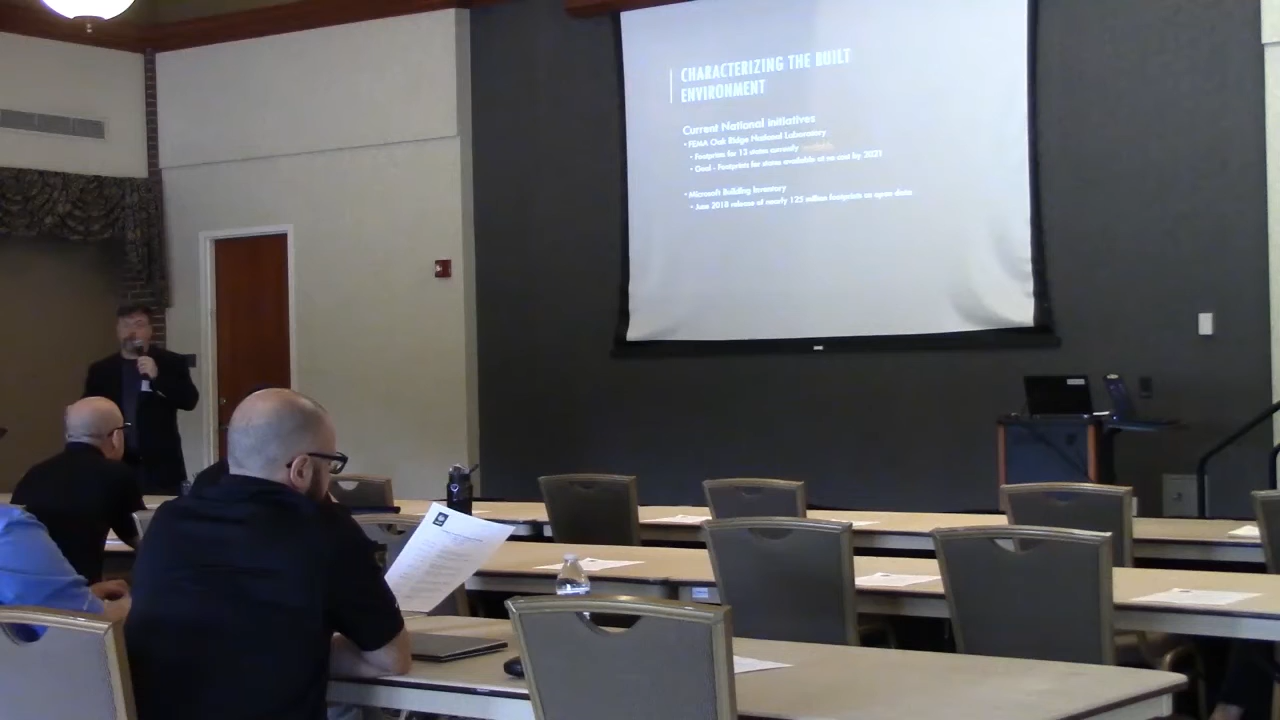 CHARACTERIZING THE BUILT
ENVIRONMENT
Current National Initiatives
• FEMA Oak Ridge National Laboratory
• Footprints for 13 states currently available
• Goal - Footprints for states available at no cost by 2021
• Microsoft Building Inventory
• June 2018 release of nearly 125 million footprints as open data